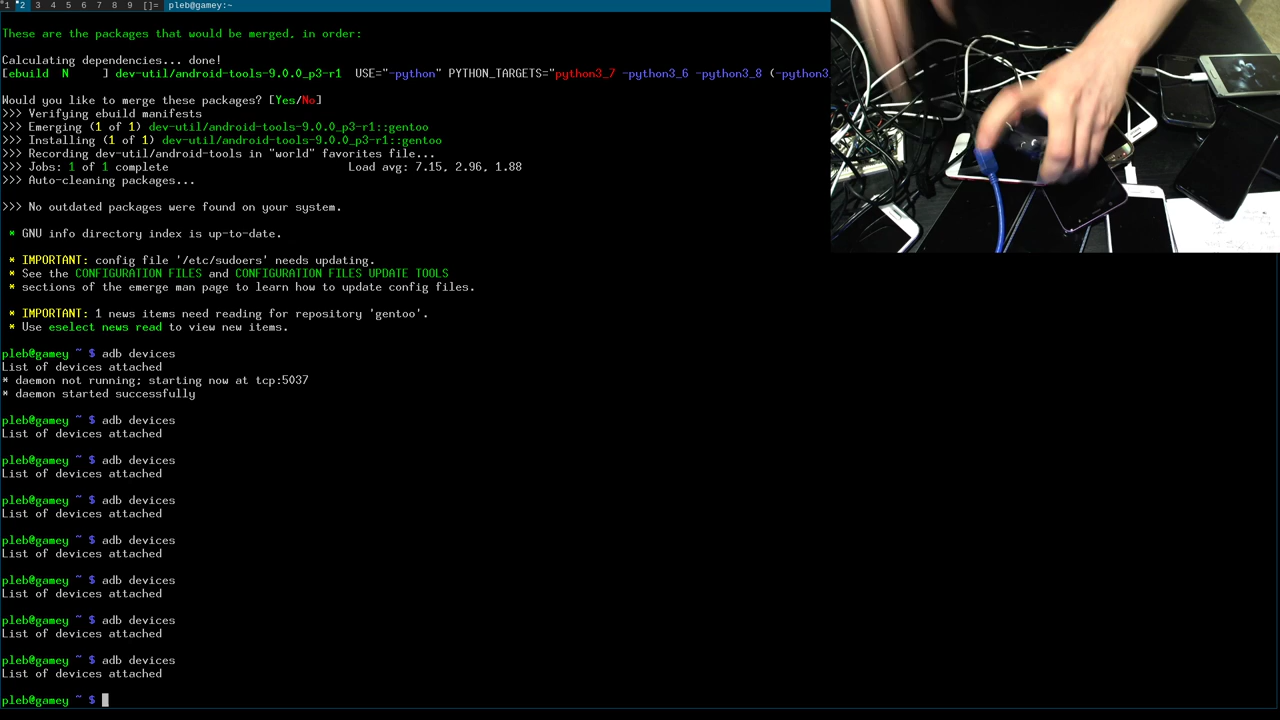 1 2 3 4 5 6 7 8 9 []= pleb@gamey:~
These are the packages that would be merged, in order:
Calculating dependencies... done!
[ebuild  N     ] dev-util/android-tools-9.0.0_p3-r1  USE="-python" PYTHON_TARGETS="python3_7 -python3_6 -python3_8 (-python3
Would you like to merge these packages? [Yes/No]
>>> Verifying ebuild manifests
>>> Emerging (1 of 1) dev-util/android-tools-9.0.0_p3-r1::gentoo
>>> Installing (1 of 1) dev-util/android-tools-9.0.0_p3-r1::gentoo
>>> Recording dev-util/android-tools in "world" favorites file...
>>> Jobs: 1 of 1 complete                           Load avg: 7.15, 2.96, 1.88
>>> Auto-cleaning packages...
>>> No outdated packages were found on your system.
* GNU info directory index is up-to-date.
* IMPORTANT: config file '/etc/sudoers' needs updating.
* See the CONFIGURATION FILES and CONFIGURATION FILES UPDATE TOOLS
* sections of the emerge man page to learn how to update config files.
* IMPORTANT: 1 news items need reading for repository 'gentoo'.
* Use eselect news read to view new items.
pleb@gamey ~ $ adb devices
List of devices attached
* daemon not running; starting now at tcp:5037
* daemon started successfully
pleb@gamey ~ $ adb devices
List of devices attached
pleb@gamey ~ $ adb devices
List of devices attached
pleb@gamey ~ $ adb devices
List of devices attached
pleb@gamey ~ $ adb devices
List of devices attached
pleb@gamey ~ $ adb devices
List of devices attached
pleb@gamey ~ $ adb devices
List of devices attached
pleb@gamey ~ $ adb devices
List of devices attached
pleb@gamey ~ $